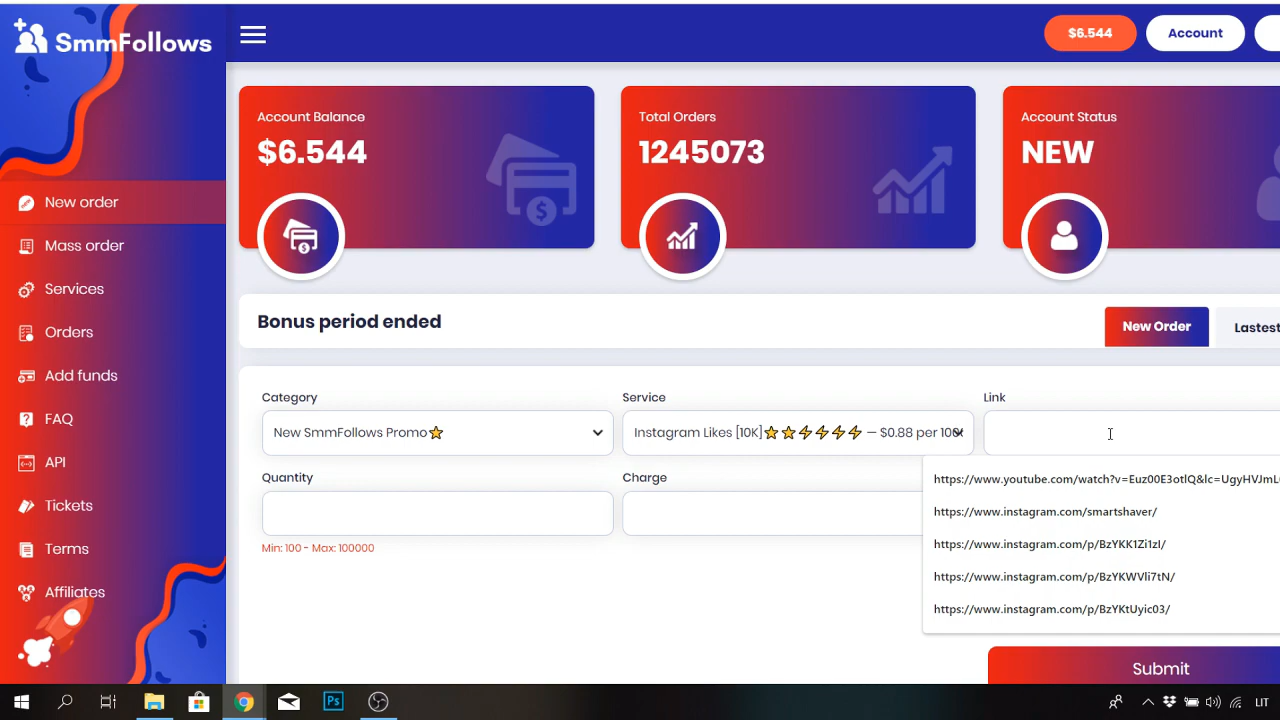 SmmFollows
$6.544
Account
Account Balance
$6.544
Total Orders
1245073
Account Status
NEW
New order
Mass order
Services
Orders
Add funds
FAQ
API
Tickets
Terms
Affiliates
Bonus period ended
New Order
Lastest
Category
New SmmFollows Promo⭐
Service
Instagram Likes [10K]⭐⭐⚡⚡⚡⚡ — $0.88 per
Link
Quantity
Min: 100 - Max: 100000
Charge
https://www.youtube.com/watch?v=Euz00E3otlQ&lc=UgyHVJmL
https://www.instagram.com/smartshaver/
https://www.instagram.com/p/BzYKK1Zi1zI/
https://www.instagram.com/p/BzYKWVli7tN/
https://www.instagram.com/p/BzYKtUyic03/
Submit
Ps
LIT